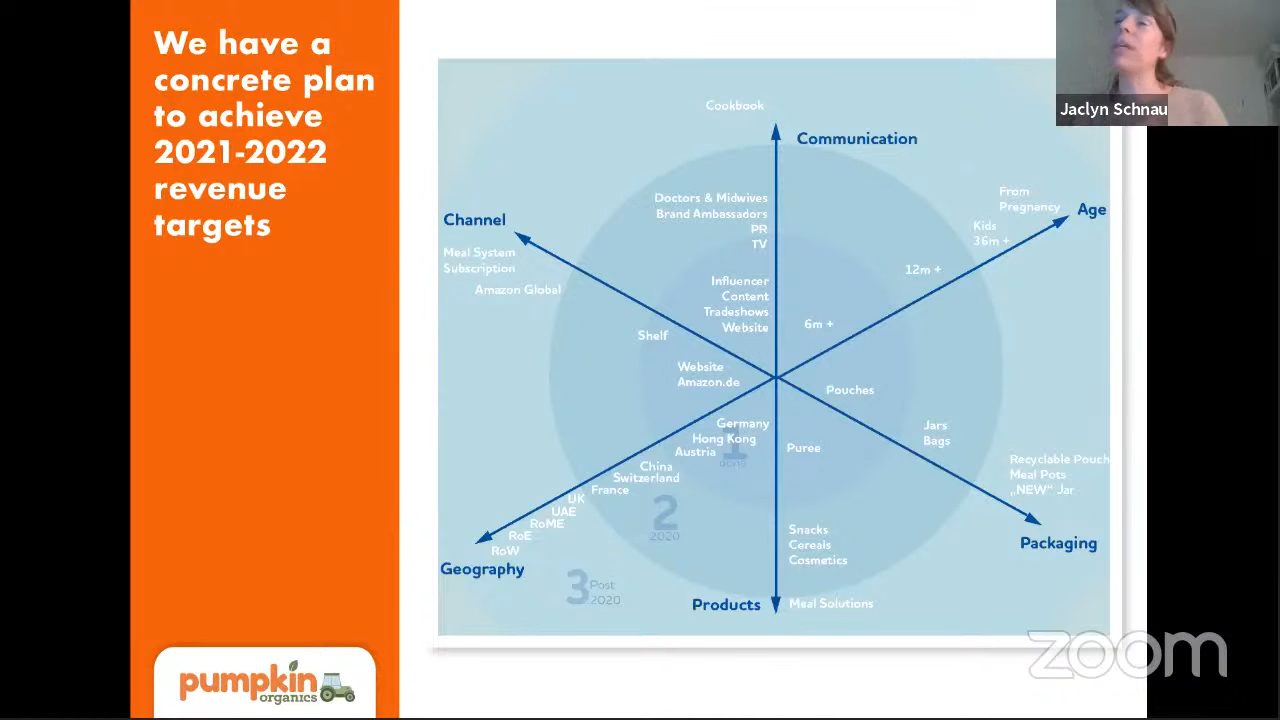 We have a
concrete plan
to achieve
2021-2022
revenue
targets
Jaclyn Schnau
Cookbook
Communication
Doctors & Midwives
Brand Ambassadors
PR
TV
From
Pregnancy
Age
Kids
36m +
Channel
Meal System
Subscription
Amazon Global
12m +
Influencer
Content
Tradeshows
Website
6m +
Shelf
Website
Amazon.de
Pouches
Germany
Hong Kong
Austria
China
Switzerland
France
UK
UAE
RoME
RoE
RoW
Geography
1
done
2
2020
3 Post
2020
Puree
Jars
Bags
Recyclable Pouch
Meal Pots
„NEW“ Jar
Packaging
Snacks
Cereals
Cosmetics
Products
Meal Solutions
pumpkin
organics
zoom